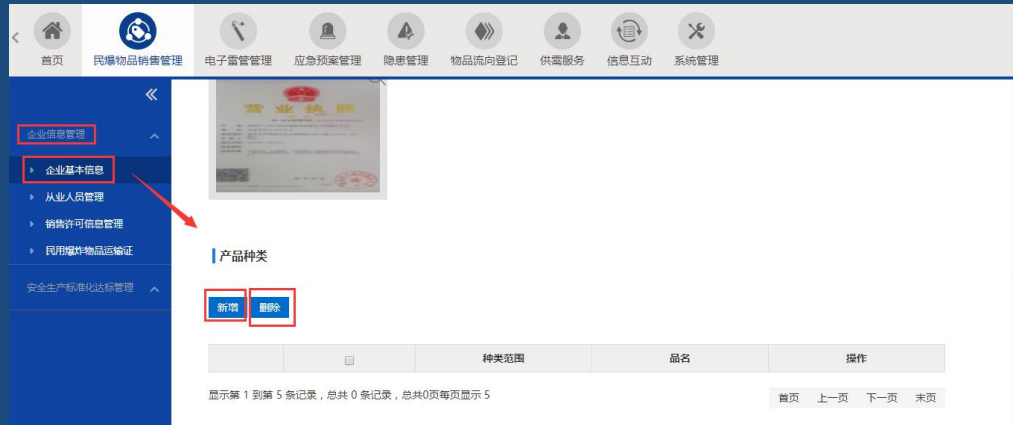 首页 民爆物品销售管理 电子雷管管理 应急预案管理 隐患管理 物品流向登记 供需服务 信息互动 系统管理
企业信息管理
企业基本信息
从业人员管理
销售许可信息管理
民用爆炸物品运输证
安全生产标准化达标管理
营业执照
产品种类
新增 删除
种类范围 品名 操作
显示第 1 到第 5 条记录，总共 0 条记录，总共0页每页显示 5
首页 上一页 下一页 末页